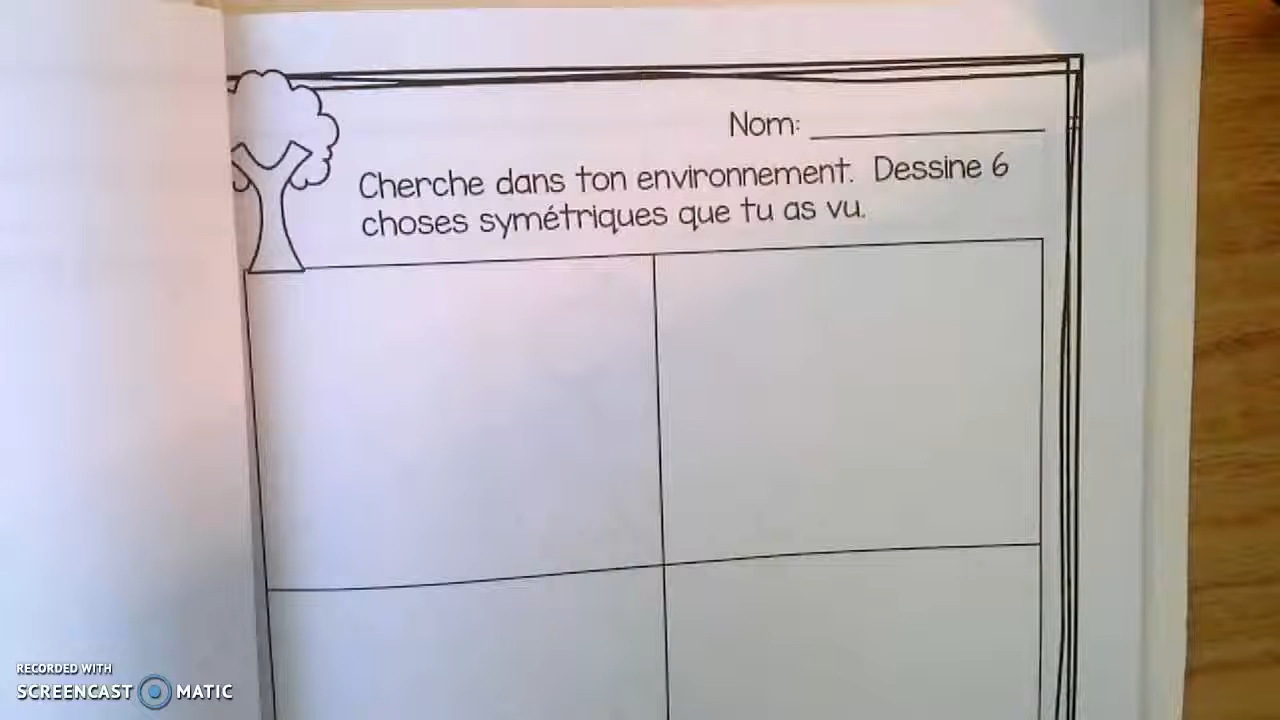 Nom:
Cherche dans ton environnement. Dessine 6
choses symétriques que tu as vu.
RECORDED WITH
SCREENCAST MATIC